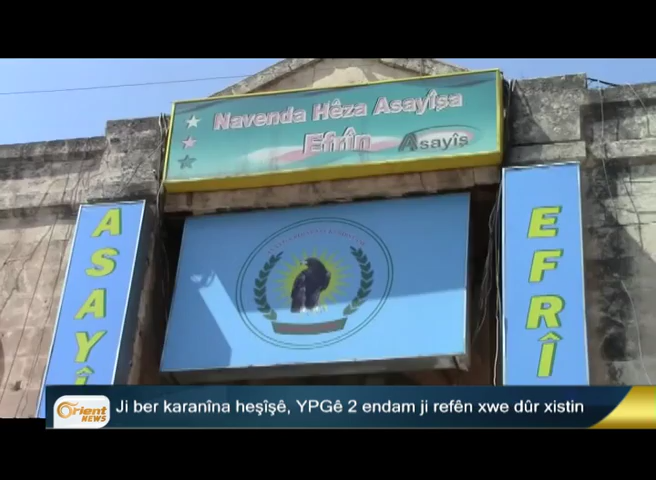 Navenda Hêza Asayîşa
Efrîn
Asayîş
ASAYÎ
EFRÎ
Orient
NEWS
Ji ber karanîna heşîşê, YPGê 2 endam ji refên xwe dûr xistin